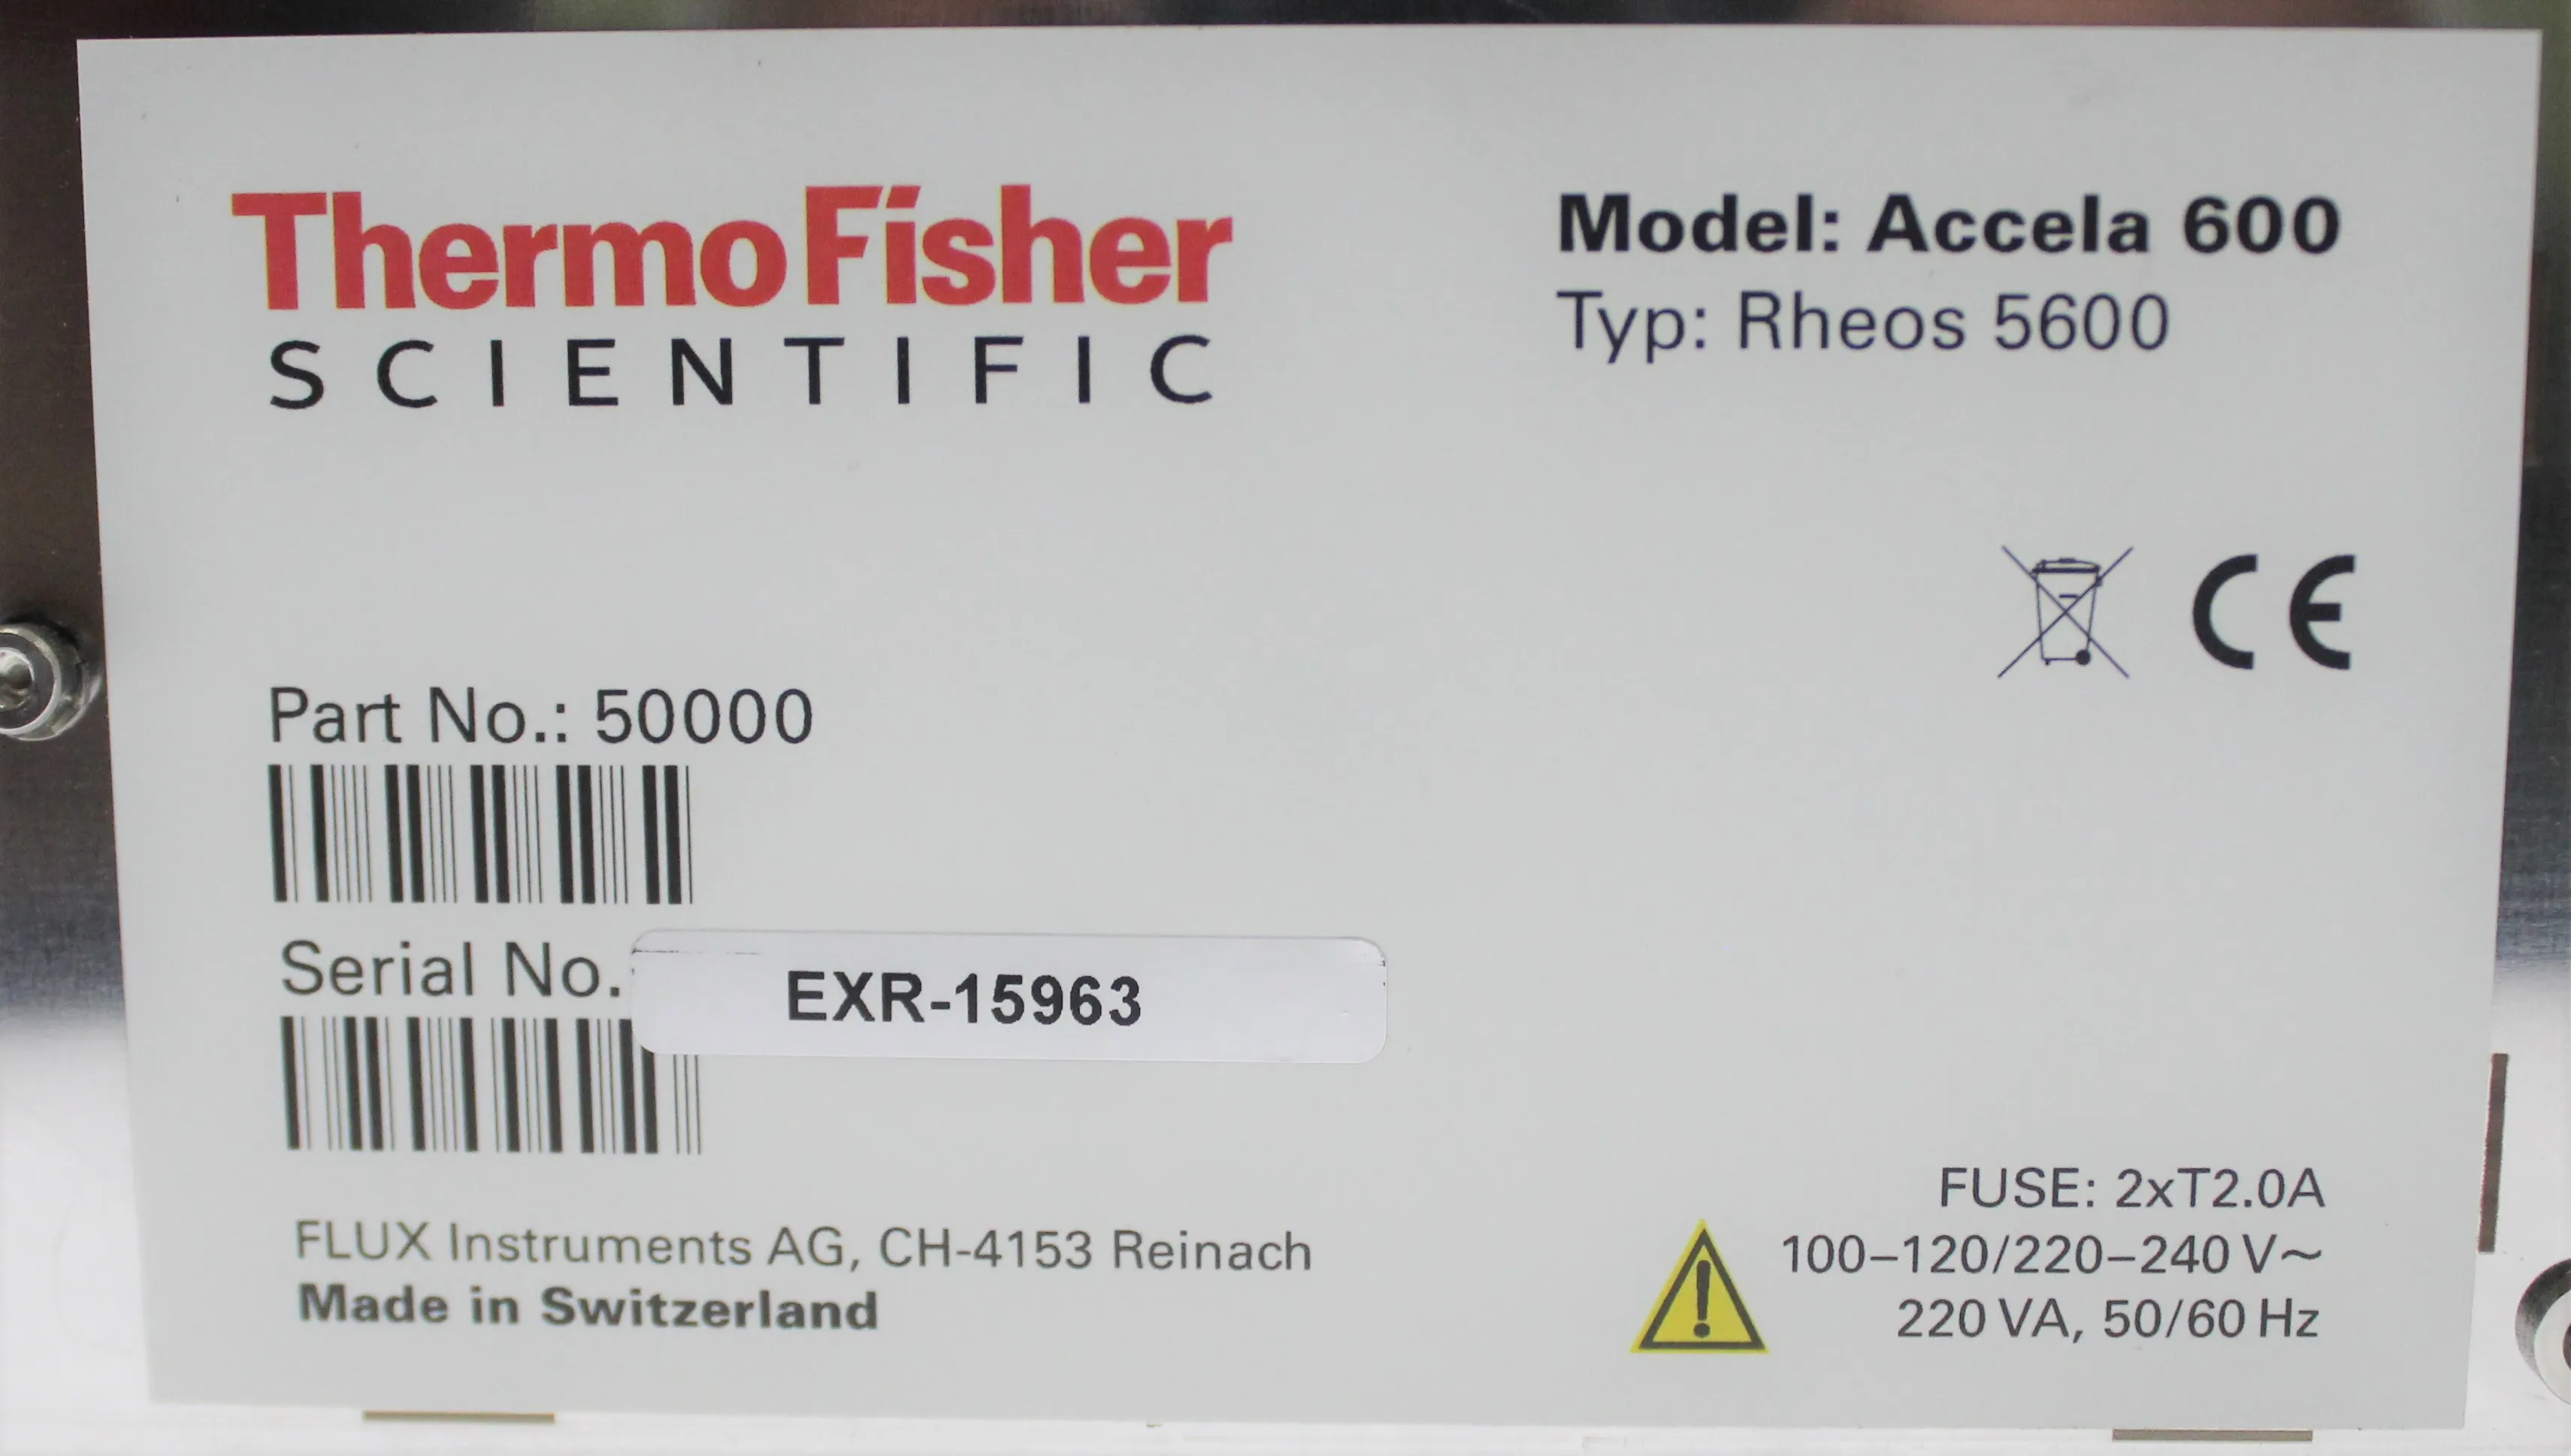 ThermoFisher
SCIENTIFIC
Model: Accela 600
Typ: Rheos 5600
CE
Part No.: 50000
Serial No.
EXR-15963
FLUX Instruments AG, CH-4153 Reinach
Made in Switzerland
FUSE: 2xT2.0A
100–120/220–240 V~
220 VA, 50/60 Hz